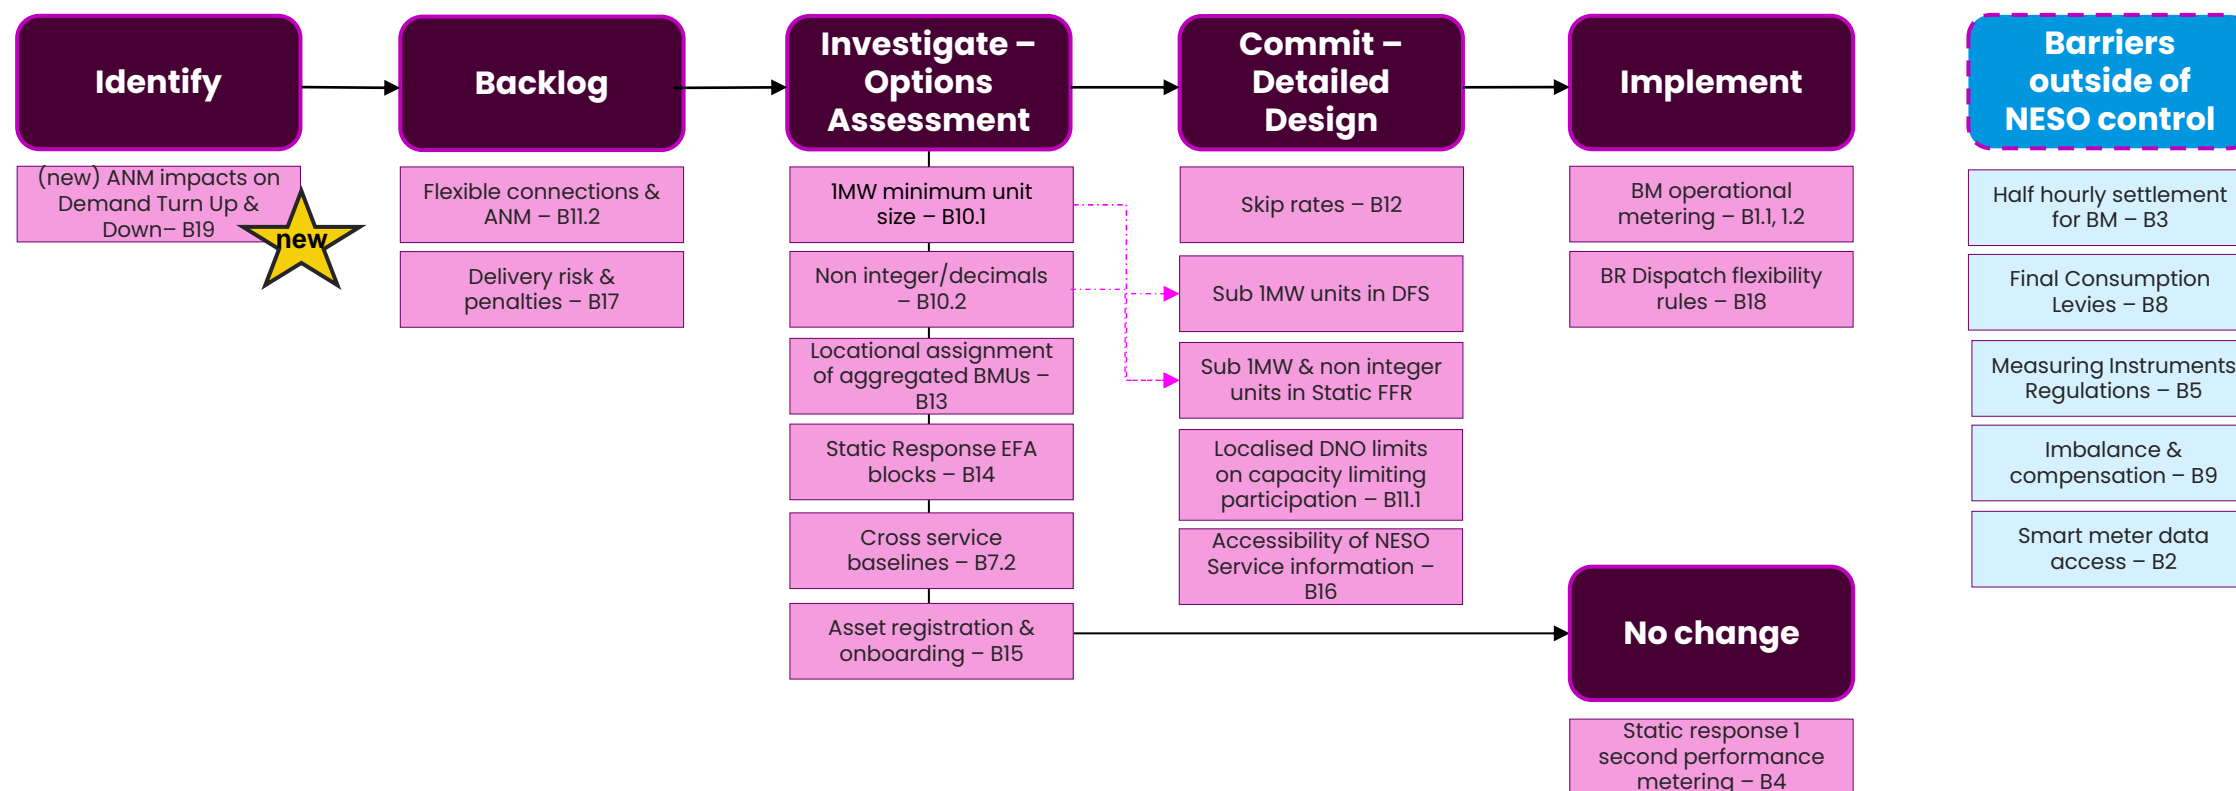 Identify
(new) ANM impacts on
Demand Turn Up &
Down– B19
new
Backlog
Flexible connections &
ANM – B11.2
Delivery risk &
penalties – B17
Investigate –
Options
Assessment
1MW minimum unit
size – B10.1
Non integer/decimals
– B10.2
Locational assignment
of aggregated BMUs –
B13
Static Response EFA
blocks – B14
Cross service
baselines – B7.2
Asset registration &
onboarding – B15
Commit –
Detailed
Design
Skip rates – B12
Sub 1MW units in DFS
Sub 1MW & non integer
units in Static FFR
Localised DNO limits
on capacity limiting
participation – B11.1
Accessibility of NESO
Service information –
B16
Implement
BM operational
metering – B1.1, 1.2
BR Dispatch flexibility
rules – B18
No change
Static response 1
second performance
metering – B4
Barriers
outside of
NESO control
Half hourly settlement
for BM – B3
Final Consumption
Levies – B8
Measuring Instruments
Regulations – B5
Imbalance &
compensation – B9
Smart meter data
access – B2